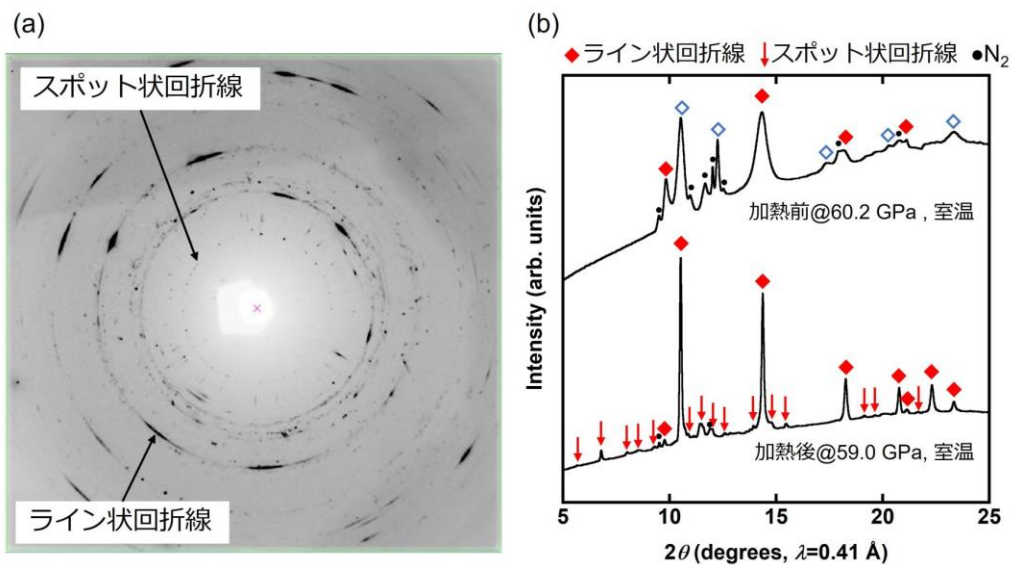 (a)
スポット状回折線
ライン状回折線
(b)
◆ライン状回折線 ↓スポット状回折線 •N₂
Intensity (arb. units)
加熱前@60.2 GPa , 室温
加熱後@59.0 GPa, 室温
5 10 15 20 25
2θ (degrees, λ=0.41 Å)